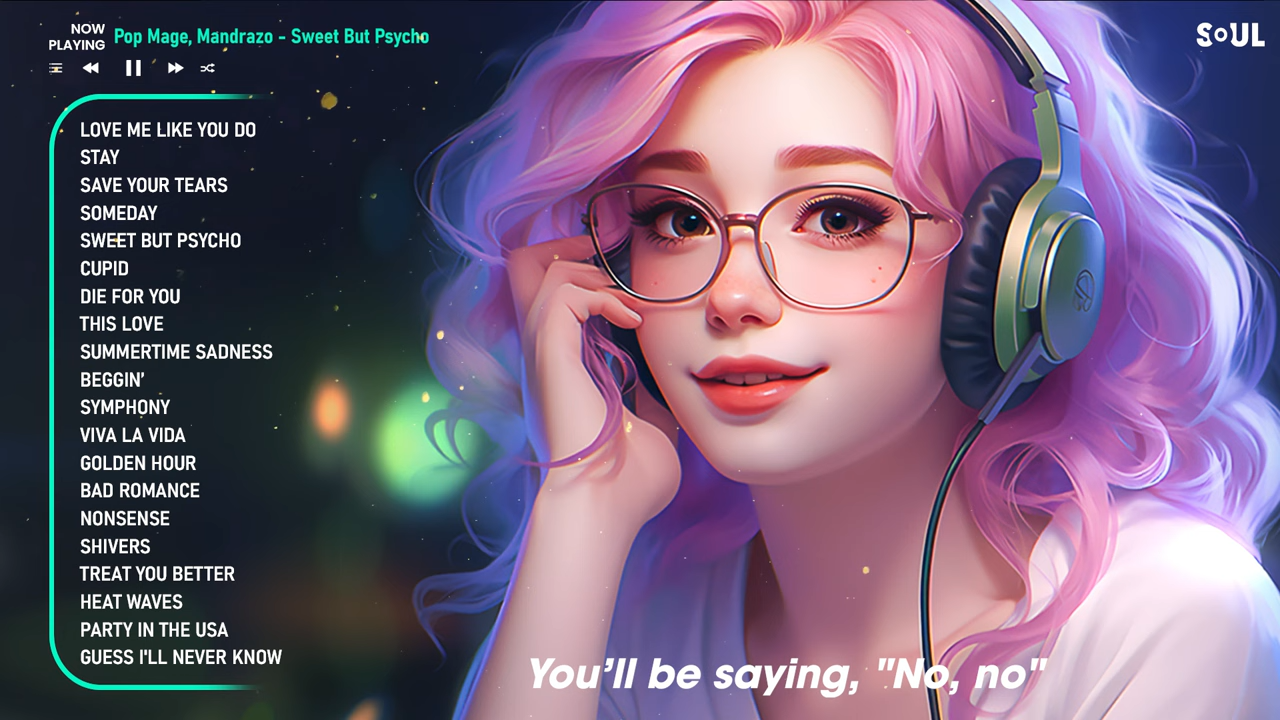 NOW
PLAYING
Pop Mage, Mandrazo - Sweet But Psycho
SOUL
LOVE ME LIKE YOU DO
STAY
SAVE YOUR TEARS
SOMEDAY
SWEET BUT PSYCHO
CUPID
DIE FOR YOU
THIS LOVE
SUMMERTIME SADNESS
BEGGIN'
SYMPHONY
VIVA LA VIDA
GOLDEN HOUR
BAD ROMANCE
NONSENSE
SHIVERS
TREAT YOU BETTER
HEAT WAVES
PARTY IN THE USA
GUESS I'LL NEVER KNOW
You’ll be saying, "No, no"